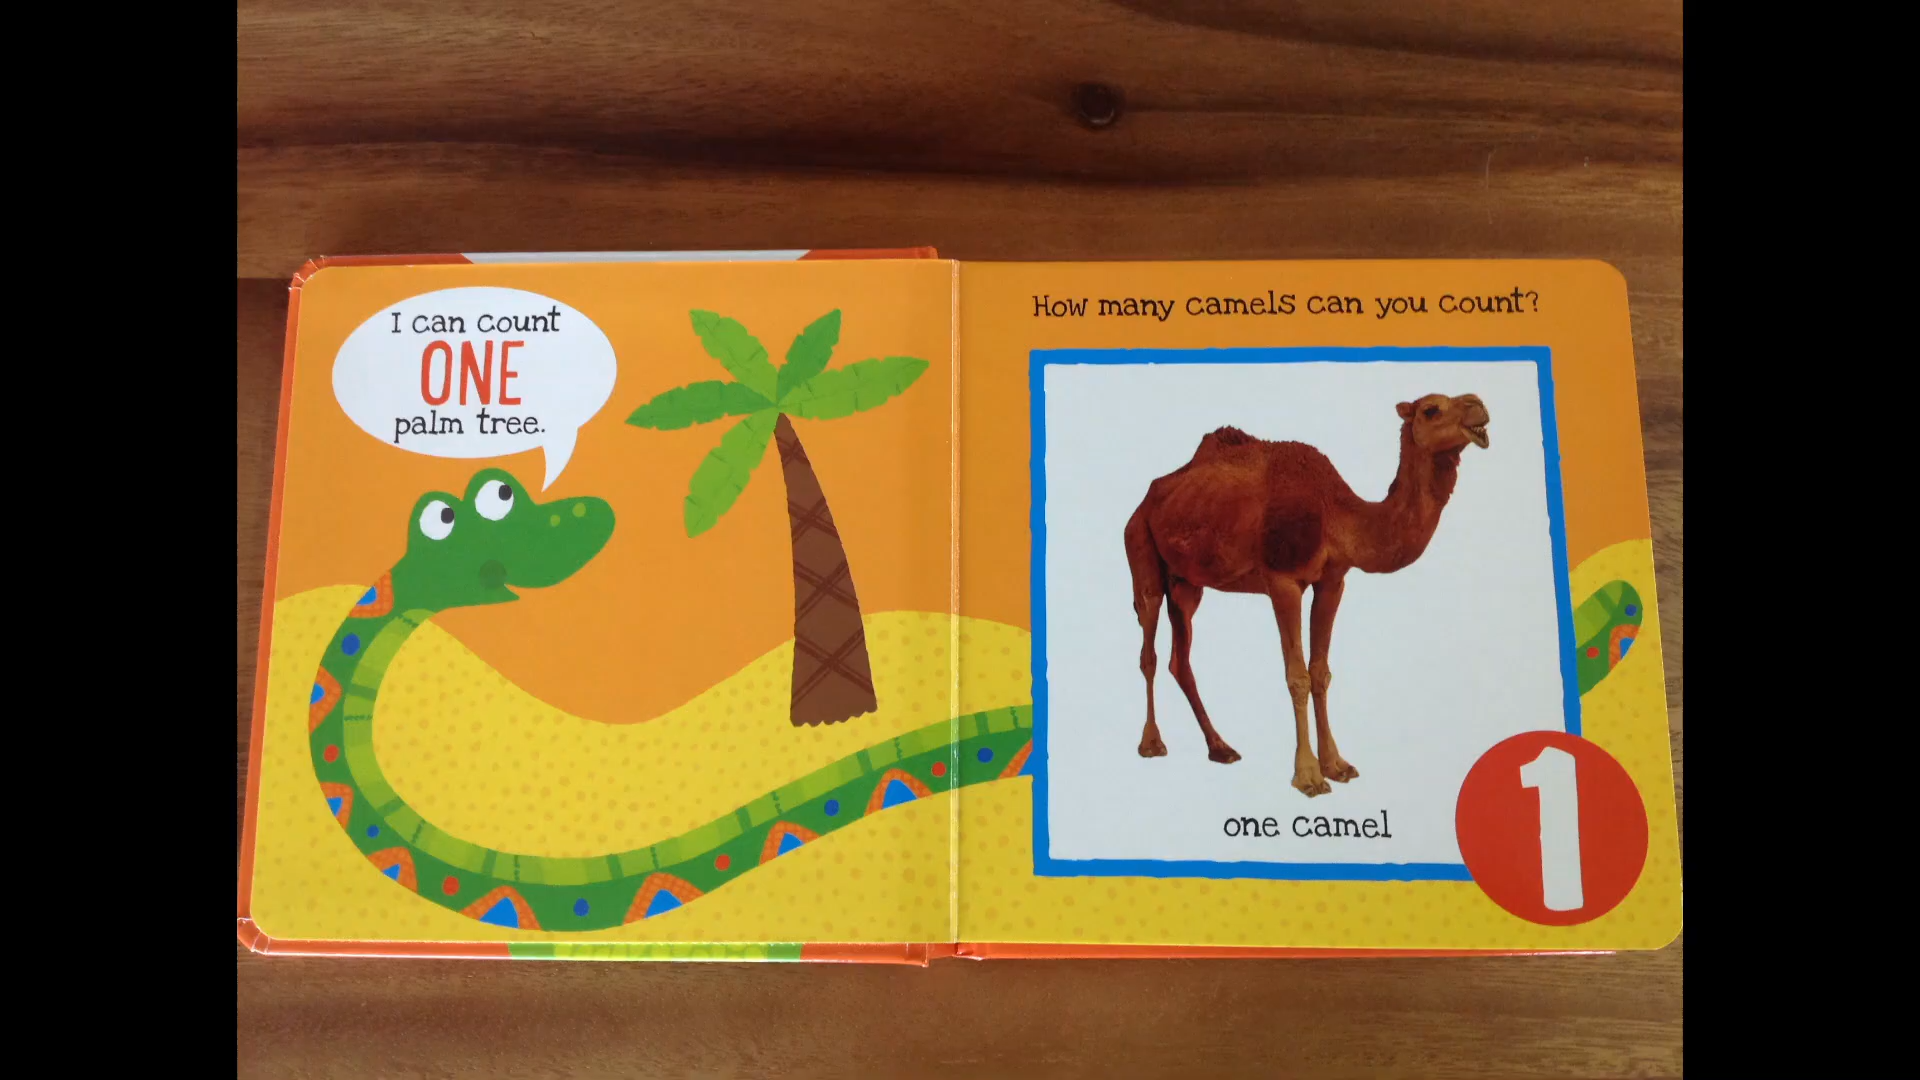 I can count
ONE
palm tree.
How many camels can you count?
one camel
1